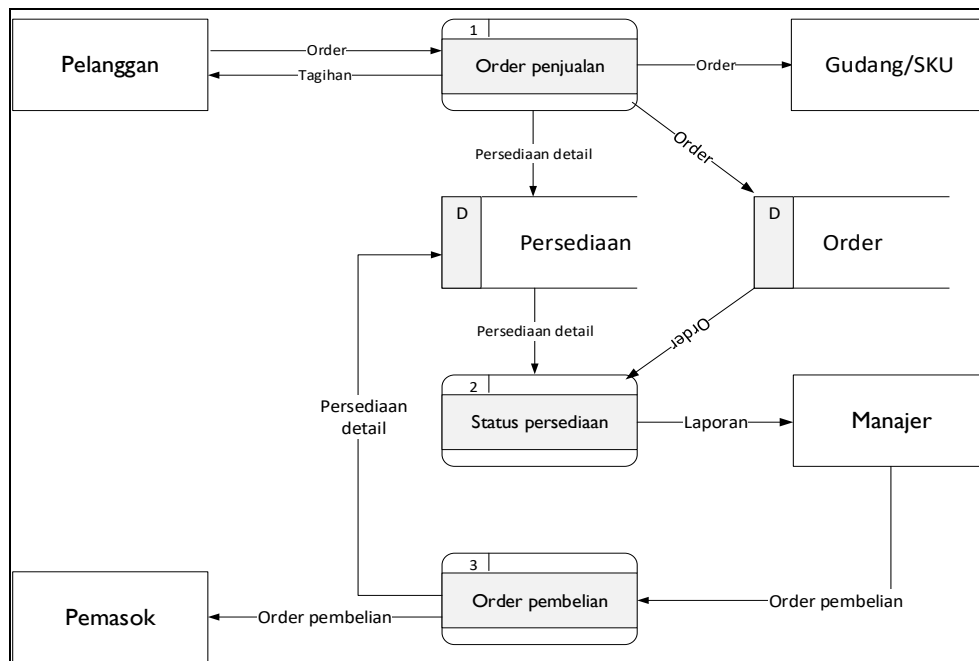 1
Pelanggan
Order
Tagihan
Order penjualan
Order
Gudang/SKU
Persediaan detail
Order
D
Persediaan
D
Order
Persediaan detail
Order
2
Persediaan
detail
Status persediaan
Laporan
Manajer
3
Pemasok
Order pembelian
Order pembelian
Order pembelian